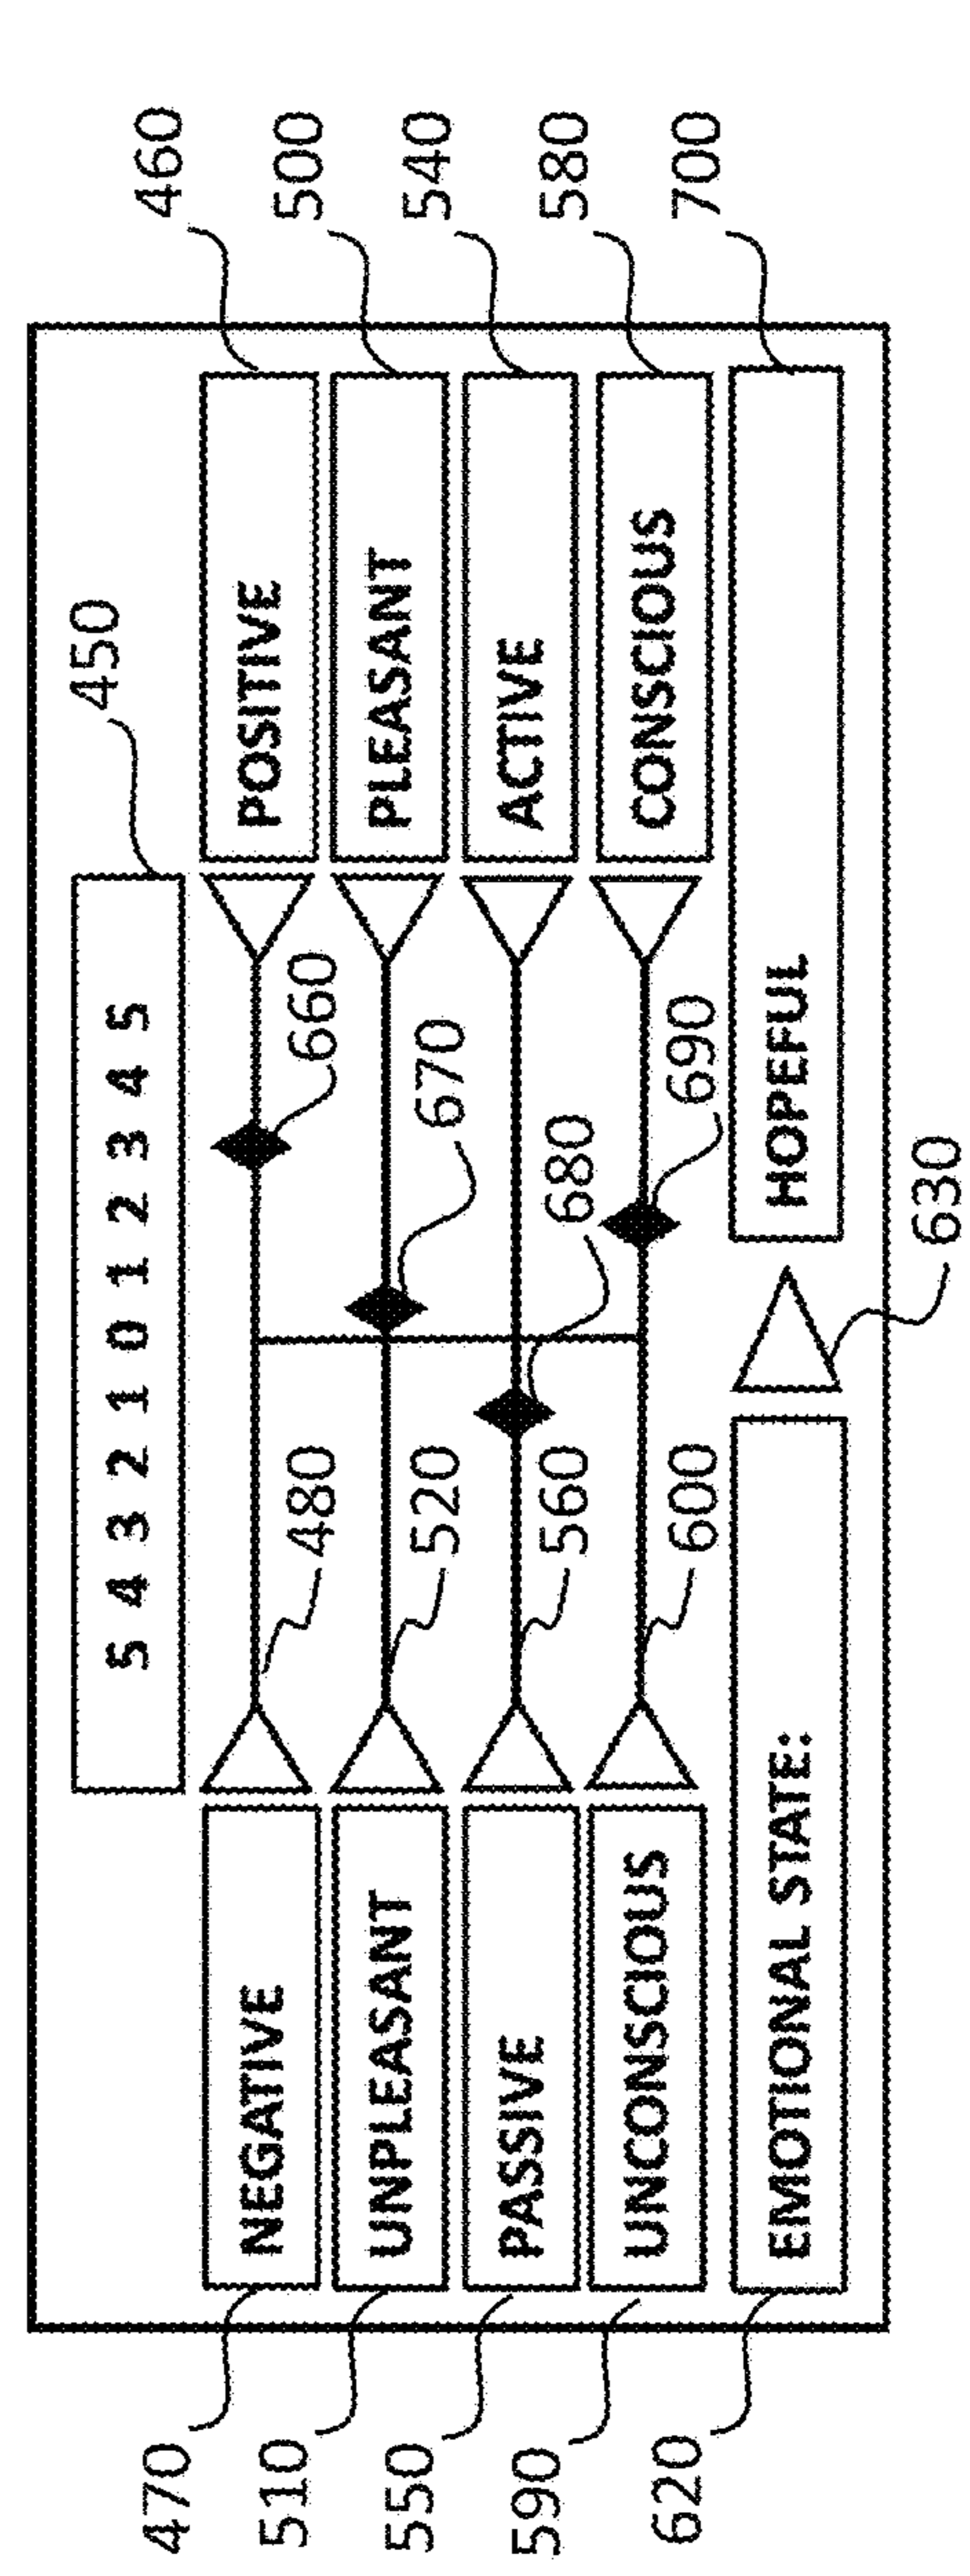 450
5 4 3 2 1 0 1 2 3 4 5
470 NEGATIVE 480 660 POSITIVE 460
510 UNPLEASANT 520 670 PLEASANT 500
550 PASSIVE 560 680 ACTIVE 540
590 UNCONSCIOUS 600 690 CONSCIOUS 580
620 EMOTIONAL STATE: HOPEFUL 700
630